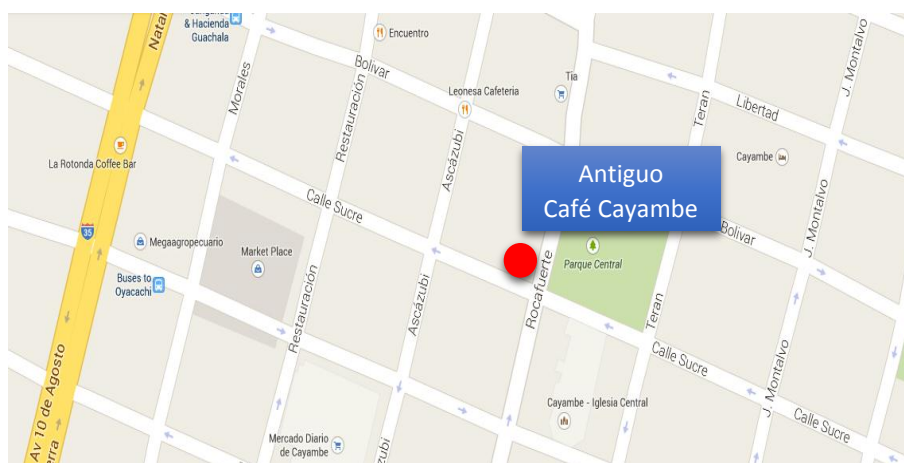 & Hacienda
Guachala
Encuentro
Bolivar
Morales
Restauración
Leonesa Cafeteria
Tia
Teran
Libertad
J. Montalvo
La Rotonda Coffee Bar
Ascázubi
Cayambe
Antiguo
Café Cayambe
Calle Sucre
35
Megaagropecuario
Market Place
Bolivar
J. Montalvo
Buses to
Oyacachi
Restauración
Ascázubi
Rocafuerte
Parque Central
Teran
Calle Sucre
Av 10 de Agosto
J. Montalvo
Cayambe - Iglesia Central
Calle Sucre
Mercado Diario
de Cayambe